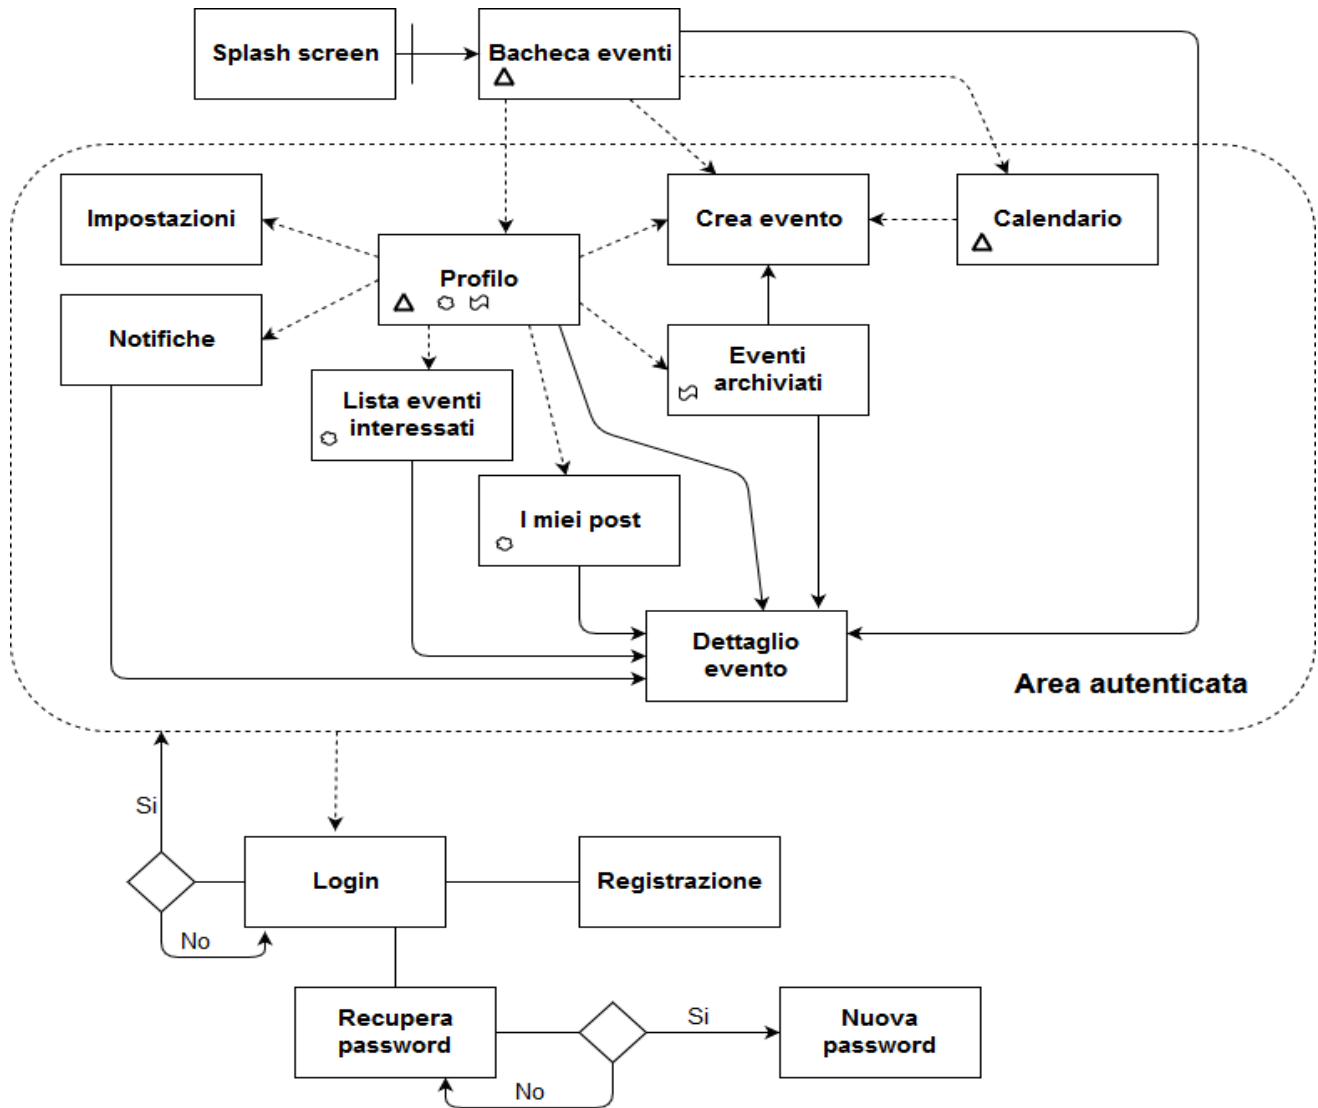 Splash screen
Bacheca eventi
Impostazioni
Crea evento
Calendario
Profilo
Notifiche
Eventi
archiviati
Lista eventi
interessati
I miei post
Dettaglio
evento
Area autenticata
Si
Login
Registrazione
No
Recupera
password
Si
Nuova
password
No